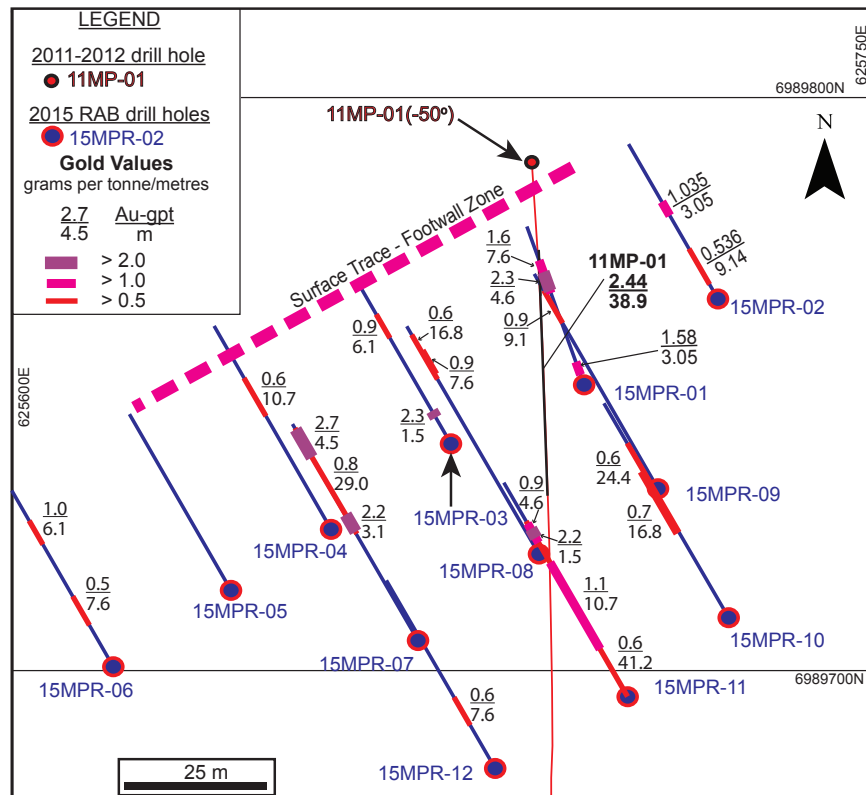 LEGEND
2011-2012 drill hole
11MP-01
2015 RAB drill holes
15MPR-02
Gold Values
grams per tonne/metres
2.7 Au-gpt
4.5 m
> 2.0
> 1.0
> 0.5
625750E
6989800N
11MP-01(-50º)
N
Surface Trace - Footwall Zone
1.035
3.05
0.536
9.14
15MPR-02
1.6
7.6
2.3
4.6
0.9
9.1
11MP-01
2.44
38.9
1.58
3.05
15MPR-01
0.9
6.1
0.6
16.8
0.9
7.6
2.3
1.5
15MPR-03
625600E
0.6
10.7
2.7
4.5
0.8
29.0
2.2
3.1
15MPR-04
0.6
24.4
0.7
16.8
15MPR-09
0.9
4.6
2.2
1.5
15MPR-08
1.0
6.1
0.5
7.6
15MPR-05
15MPR-06
15MPR-07
1.1
10.7
0.6
41.2
15MPR-10
15MPR-11
6989700N
0.6
7.6
15MPR-12
25 m